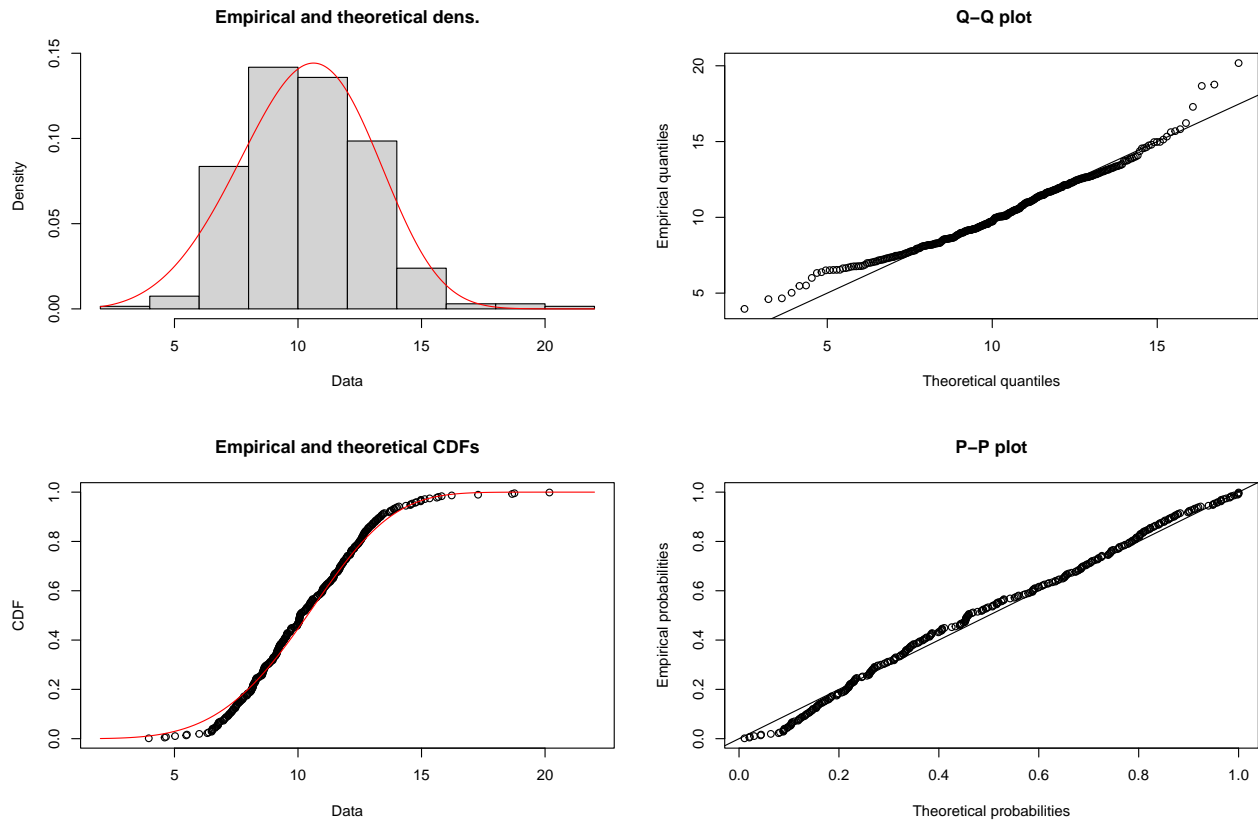 Empirical and theoretical dens.
Density
0.00 0.05 0.10 0.15
5 10 15 20
Data
Q−Q plot
Empirical quantiles
5 10 15 20
5 10 15
Theoretical quantiles
Empirical and theoretical CDFs
CDF
0.0 0.2 0.4 0.6 0.8 1.0
5 10 15 20
Data
P−P plot
Empirical probabilities
0.0 0.2 0.4 0.6 0.8 1.0
0.0 0.2 0.4 0.6 0.8 1.0
Theoretical probabilities